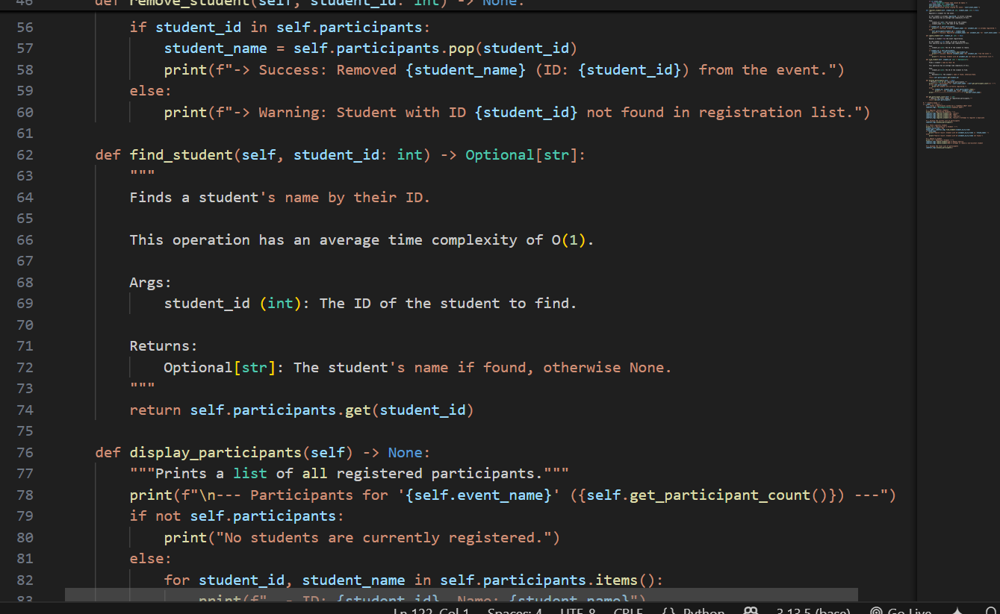 46 def remove_student(self, student_id: int) -> None:
56 if student_id in self.participants:
57 student_name = self.participants.pop(student_id)
58 print(f"-> Success: Removed {student_name} (ID: {student_id}) from the event.")
59 else:
60 print(f"-> Warning: Student with ID {student_id} not found in registration list.")
61
62 def find_student(self, student_id: int) -> Optional[str]:
63 """
64 Finds a student's name by their ID.
65
66 This operation has an average time complexity of O(1).
67
68 Args:
69 student_id (int): The ID of the student to find.
70
71 Returns:
72 Optional[str]: The student's name if found, otherwise None.
73 """
74 return self.participants.get(student_id)
75
76 def display_participants(self) -> None:
77 """Prints a list of all registered participants."""
78 print(f"\n--- Participants for '{self.event_name}' ({self.get_participant_count()}) ---")
79 if not self.participants:
80 print("No students are currently registered.")
81 else:
82 for student_id, student_name in self.participants.items():
83 print(f" - ID: {student_id}, Name: {student_name}")
Ln 122, Col 1 Spaces: 4 UTF-8 CRLF {} Python 3.13.5 (base) Go Live